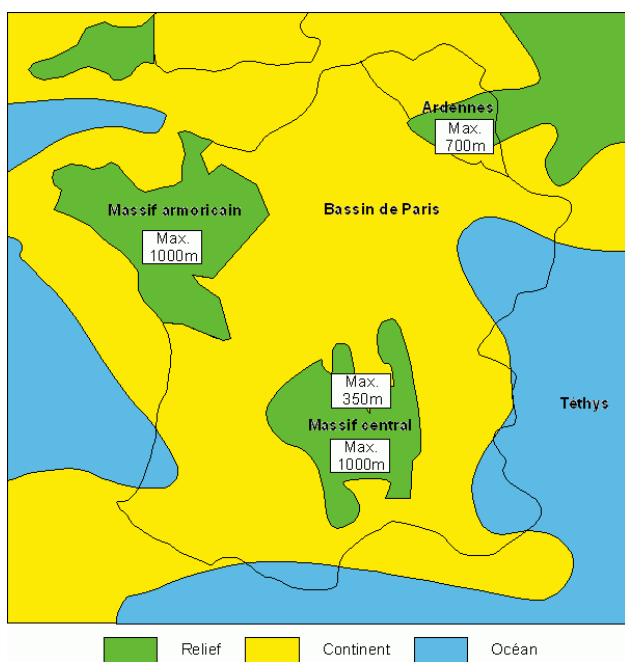 Ardennes
Max.
700m
Massif armoricain
Bassin de Paris
Max.
1000m
Max.
350m
Téthys
Massif central
Max.
1000m
Relief
Continent
Océan